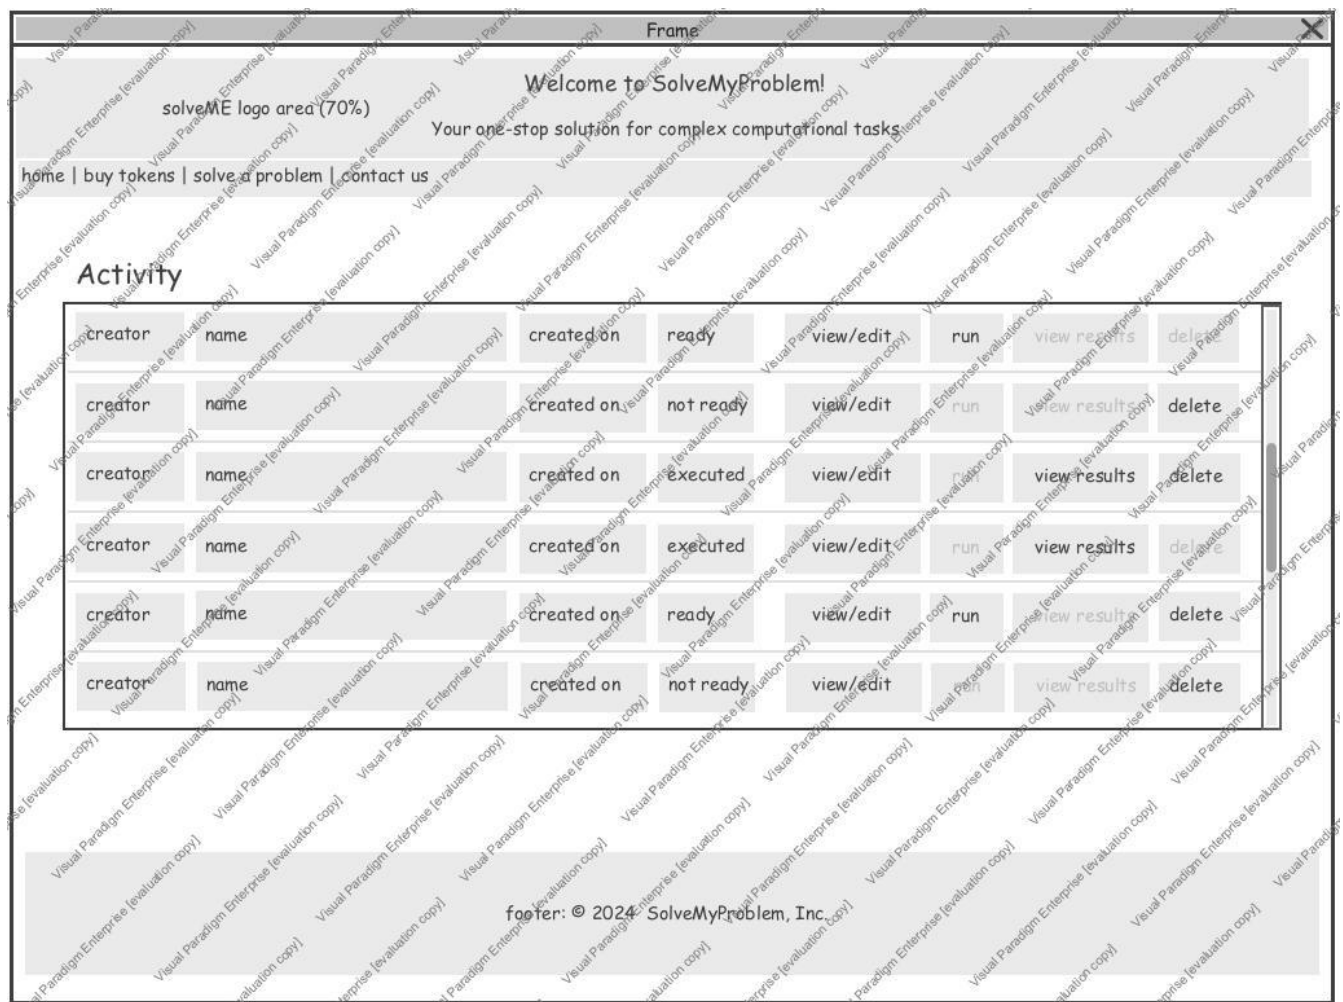 Frame
Welcome to SolveMyProblem!
solveME logo area (70%)
Your one-stop solution for complex computational tasks
home | buy tokens | solve a problem | contact us
Activity
creator name created on ready view/edit run view results delete
creator name created on not ready view/edit run view results delete
creator name created on executed view/edit run view results delete
creator name created on executed view/edit run view results delete
creator name created on ready view/edit run view results delete
creator name created on not ready view/edit run view results delete
footer: © 2024 SolveMyProblem, Inc.
Visual Paradigm Enterprise [evaluation copy]